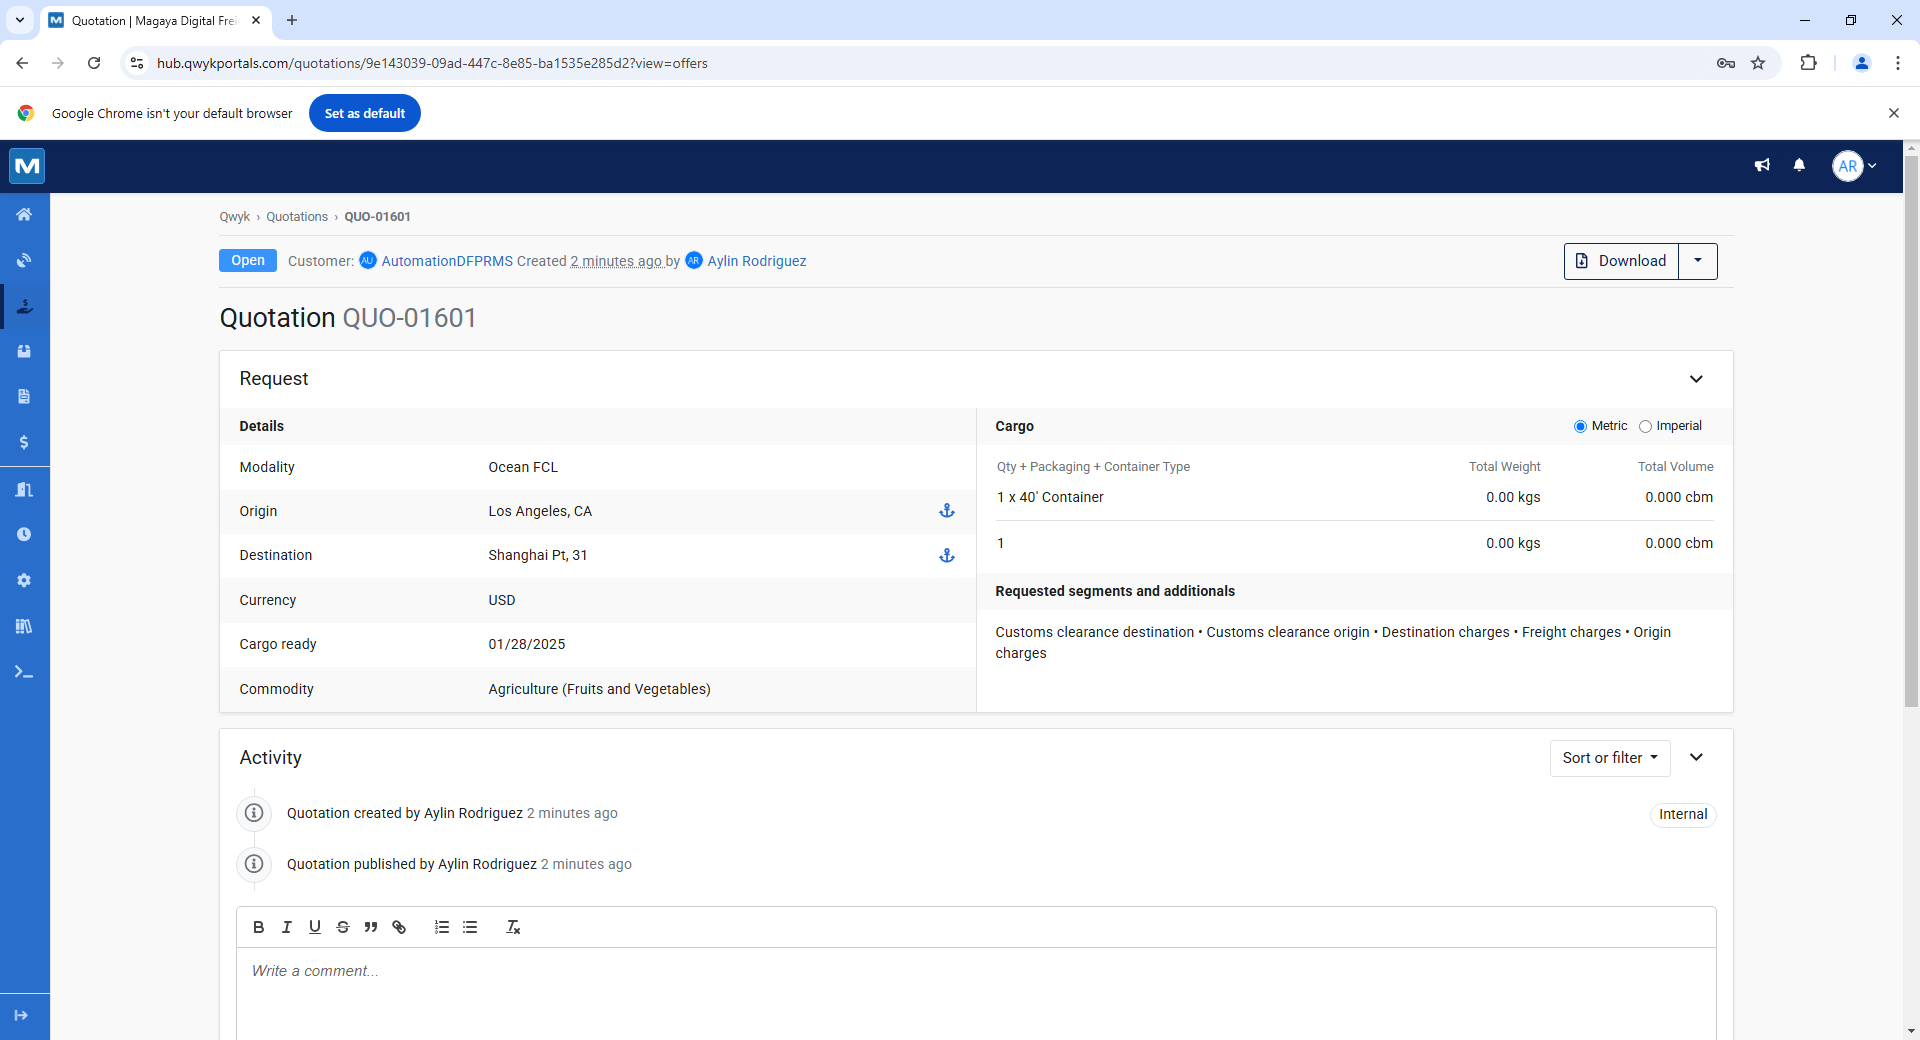 Quotation | Magaya Digital Frei
hub.qwykportals.com/quotations/9e143039-09ad-447c-8e85-ba1535e285d2?view=offers
Google Chrome isn't your default browser
Set as default
M
AR
Qwyk › Quotations › QUO-01601
Open
Customer: AU AutomationDFPRMS Created 2 minutes ago by AR Aylin Rodriguez
Download
Quotation QUO-01601
Request
Details
Modality Ocean FCL
Origin Los Angeles, CA
Destination Shanghai Pt, 31
Currency USD
Cargo ready 01/28/2025
Commodity Agriculture (Fruits and Vegetables)
Cargo
Metric
Imperial
Qty + Packaging + Container Type Total Weight Total Volume
1 x 40' Container 0.00 kgs 0.000 cbm
1 0.00 kgs 0.000 cbm
Requested segments and additionals
Customs clearance destination • Customs clearance origin • Destination charges • Freight charges • Origin
charges
Activity
Sort or filter
Quotation created by Aylin Rodriguez 2 minutes ago
Internal
Quotation published by Aylin Rodriguez 2 minutes ago
Write a comment...